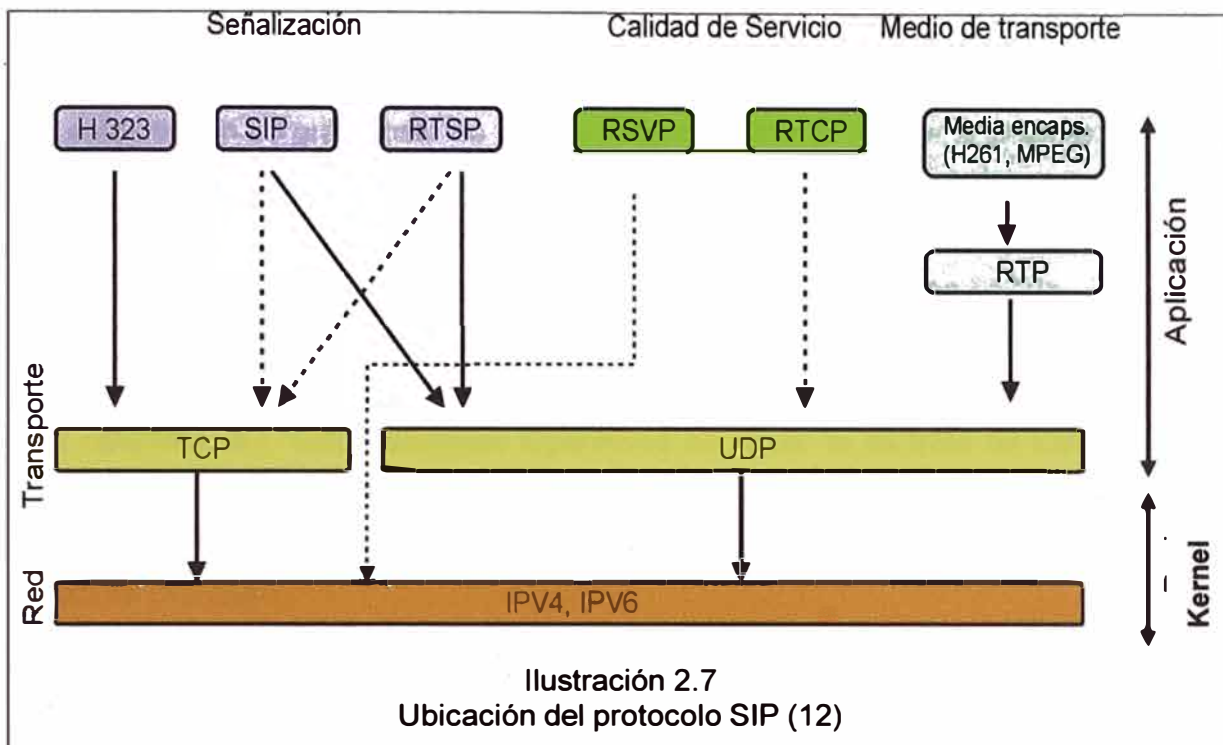 Señalización Calidad de Servicio Medio de transporte
H 323 SIP RTSP RSVP RTCP Media encaps.
(H261, MPEG)
RTP
Aplicación
Transporte
TCP UDP
Kernel
Red
IPV4, IPV6
Ilustración 2.7
Ubicación del protocolo SIP (12)